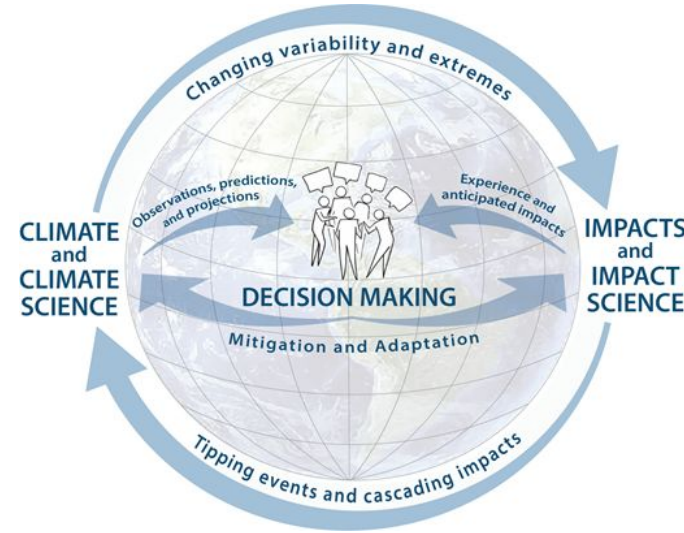 Changing variability and extremes
Observations, predictions,
and projections
Experience and
anticipated impacts
CLIMATE
and
CLIMATE
SCIENCE
IMPACTS
and
IMPACT
SCIENCE
DECISION MAKING
Mitigation and Adaptation
Tipping events and cascading impacts